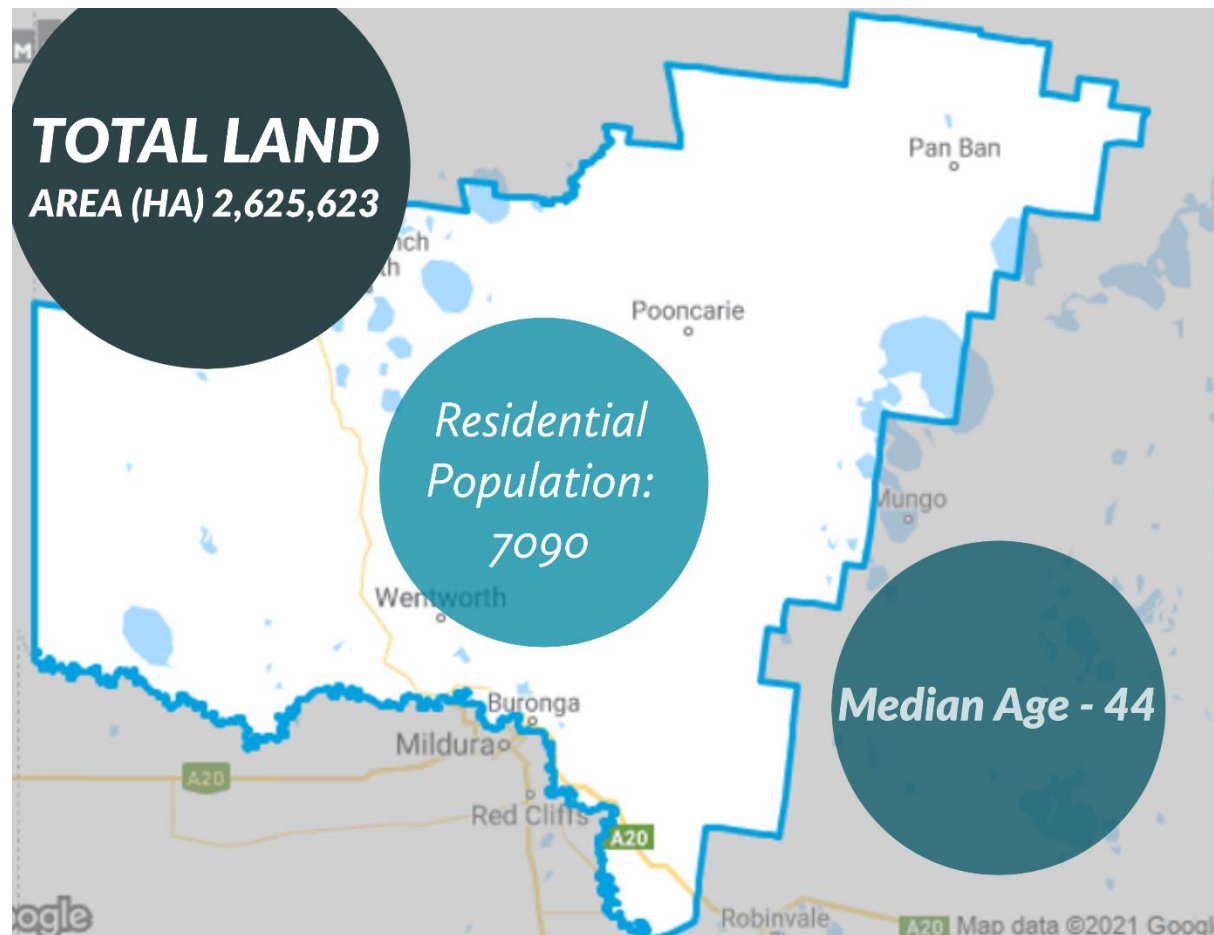 M
TOTAL LAND
AREA (HA) 2,625,623
Pan Ban
Pooncarie
Residential
Population:
7090
Mungo
Wentworth
Median Age - 44
Buronga
Mildura
A20
Red Cliffs
A20
Robinvale
A20 Map data ©2021 Googl